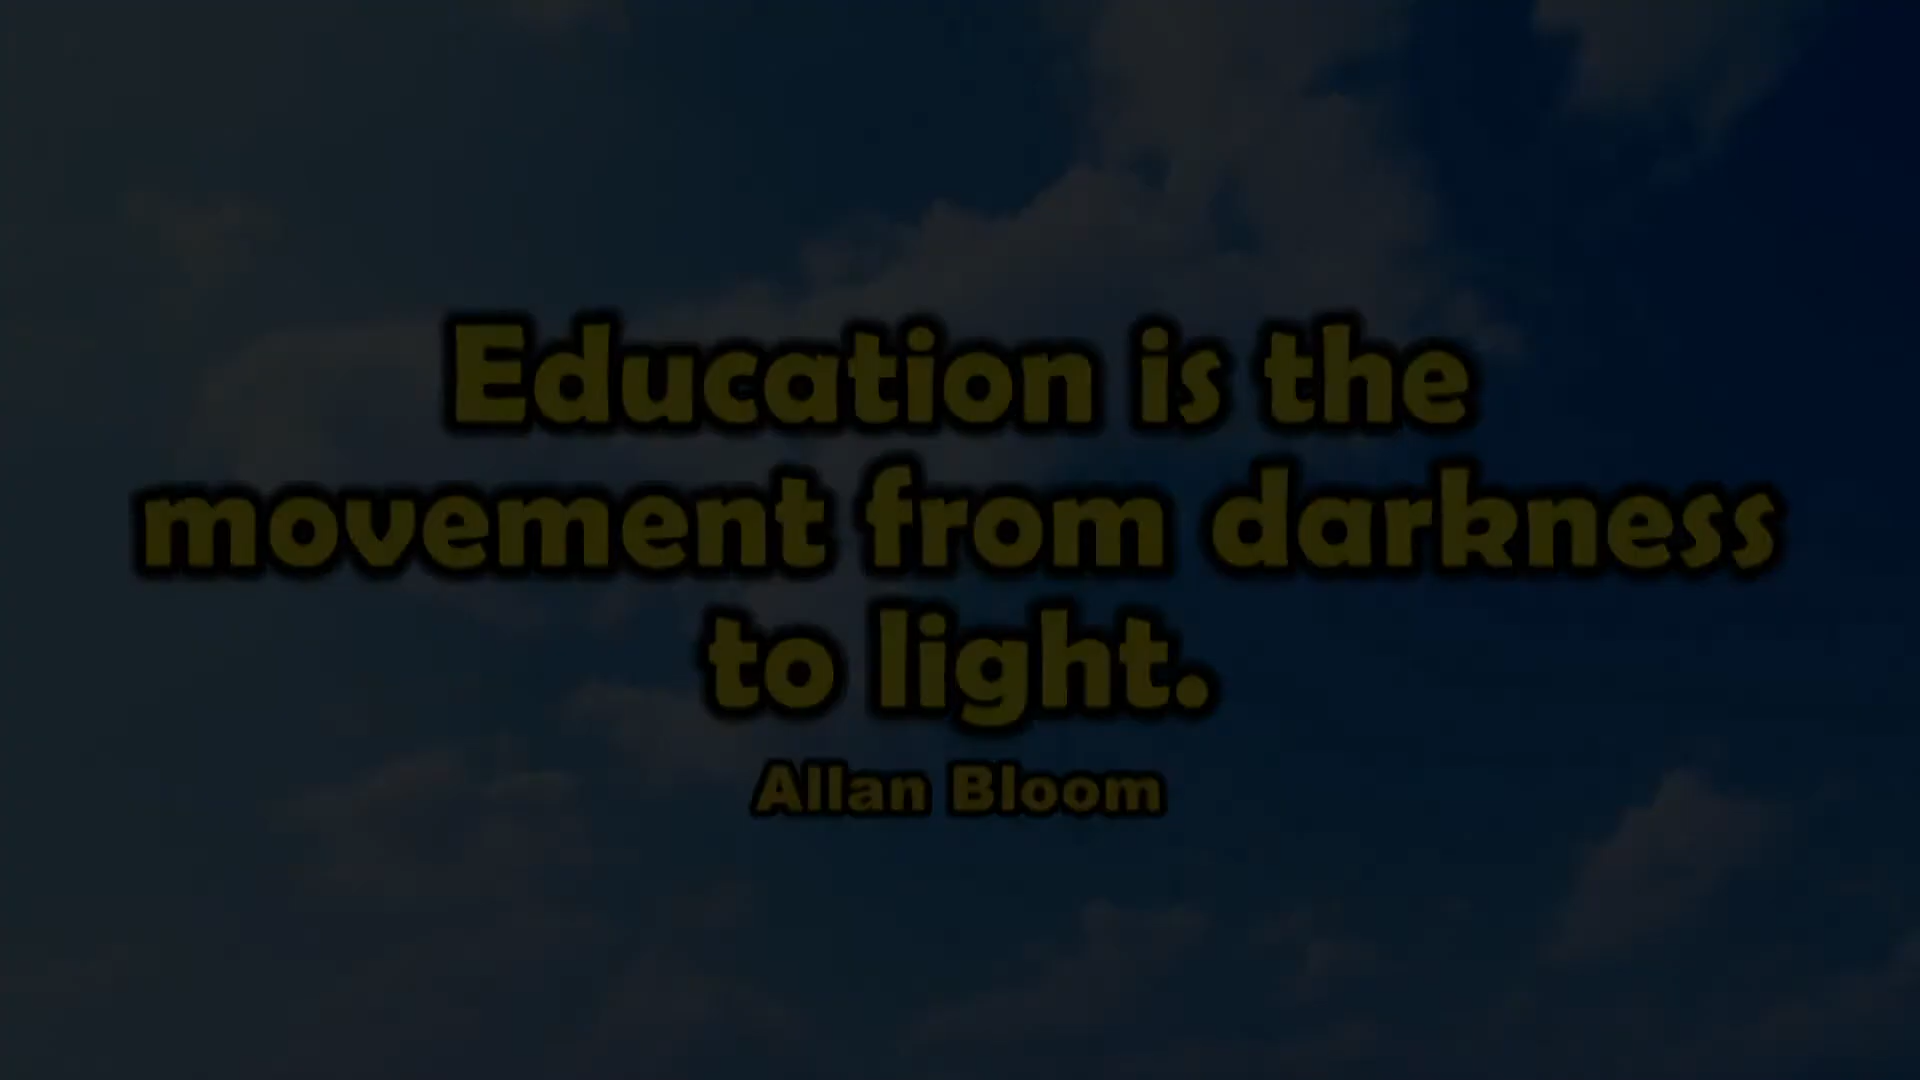 Education is the
movement from darkness
to light.
Allan Bloom